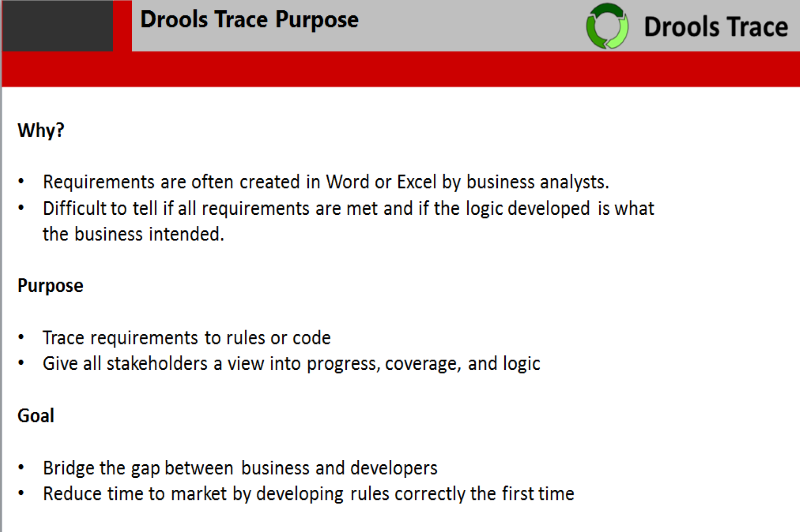 Drools Trace Purpose
Drools Trace
Why?
• Requirements are often created in Word or Excel by business analysts.
• Difficult to tell if all requirements are met and if the logic developed is what
the business intended.
Purpose
• Trace requirements to rules or code
• Give all stakeholders a view into progress, coverage, and logic
Goal
• Bridge the gap between business and developers
• Reduce time to market by developing rules correctly the first time